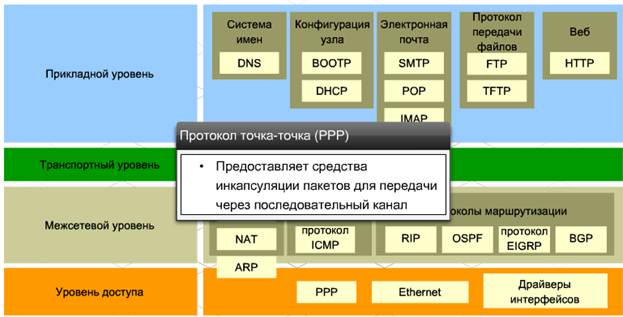 Прикладной уровень
Система
имен
DNS
Конфигурация
узла
BOOTP
DHCP
Электронная
почта
SMTP
POP
IMAP
Протокол
передачи
файлов
FTP
TFTP
Веб
HTTP
Протокол точка-точка (PPP)
• Предоставляет средства
инкапсуляции пакетов для передачи
через последовательный канал
Транспортный уровень
Межсетевой уровень
NAT
ARP
протокол
ICMP
околы маршрутизации
RIP
OSPF
протокол
EIGRP
BGP
Уровень доступа
PPP
Ethernet
Драйверы
интерфейсов